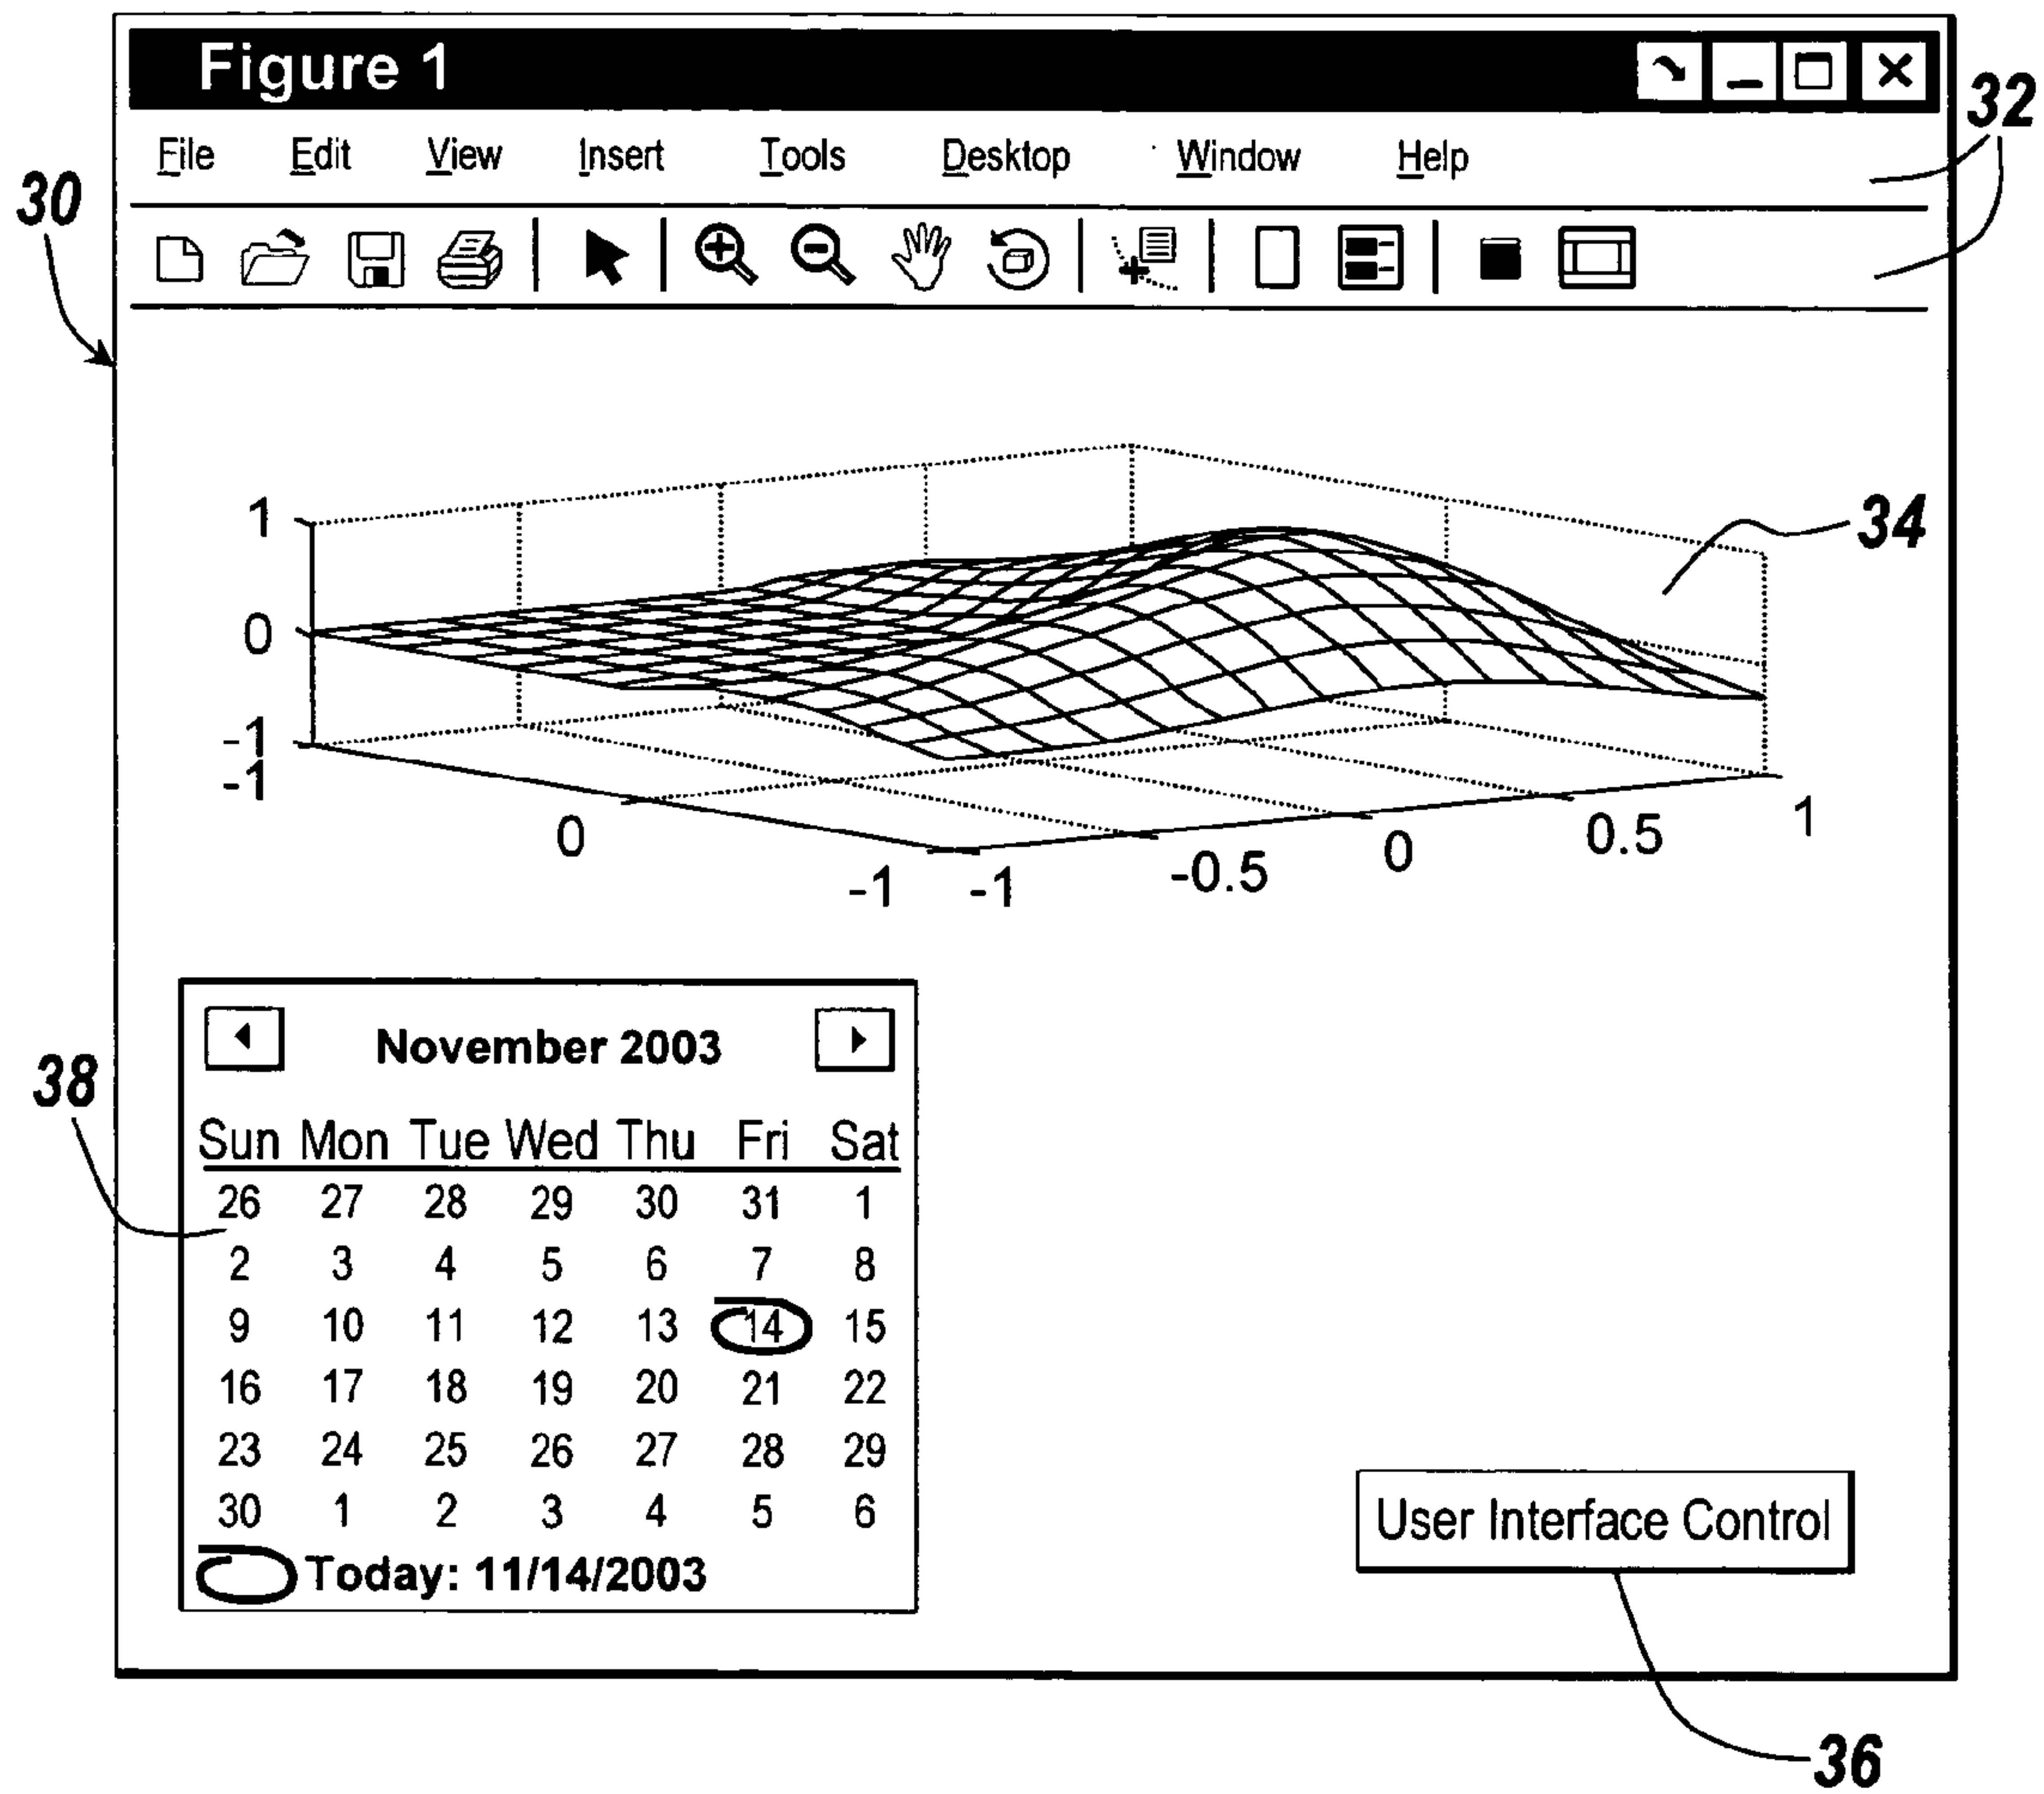 Figure 1
32
File Edit View Insert Tools Desktop Window Help
30
34
1
0
-1
-1
0
-1
-1
-0.5
0
0.5
1
November 2003
38
Sun Mon Tue Wed Thu Fri Sat
26 27 28 29 30 31 1
2 3 4 5 6 7 8
9 10 11 12 13 14 15
16 17 18 19 20 21 22
23 24 25 26 27 28 29
30 1 2 3 4 5 6
Today: 11/14/2003
User Interface Control
36